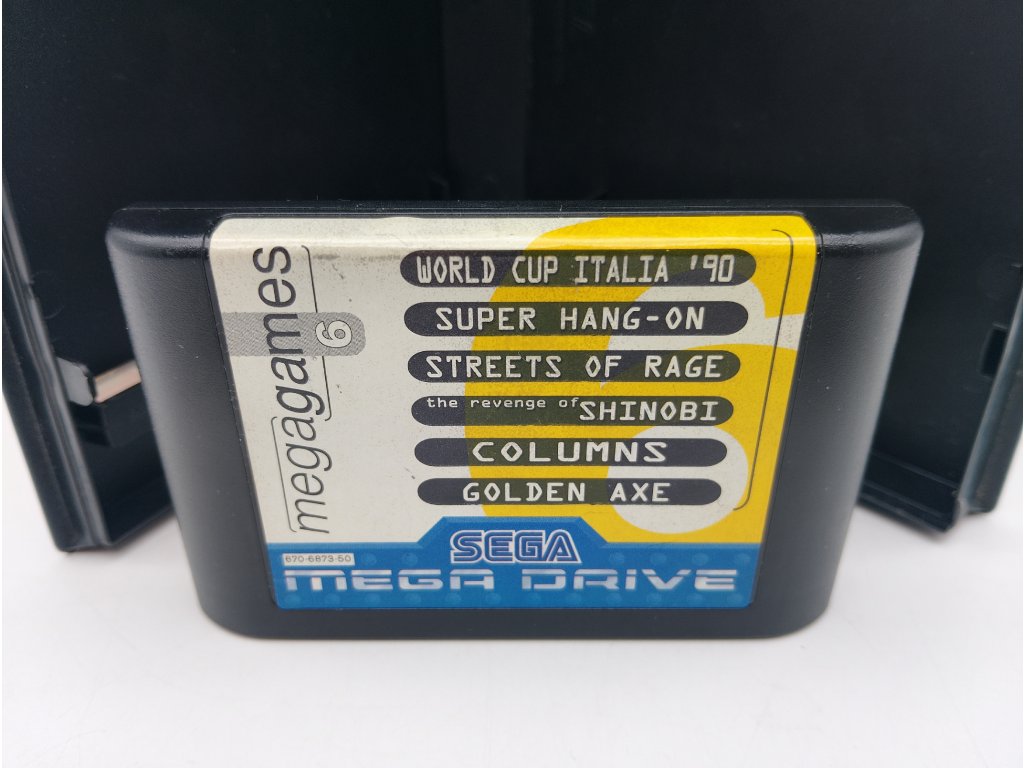 megagames 6
WORLD CUP ITALIA '90
SUPER HANG-ON
STREETS OF RAGE
the revenge of SHINOBI
COLUMNS
GOLDEN AXE
6
SEGA
670-6873-50
MEGA DRIVE